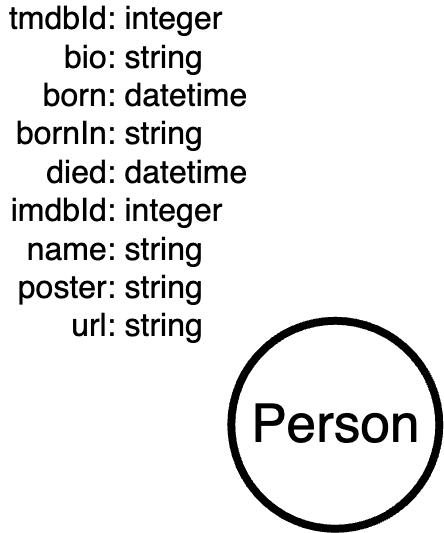 tmdbId: integer
bio: string
born: datetime
bornIn: string
died: datetime
imdbId: integer
name: string
poster: string
url: string
Person